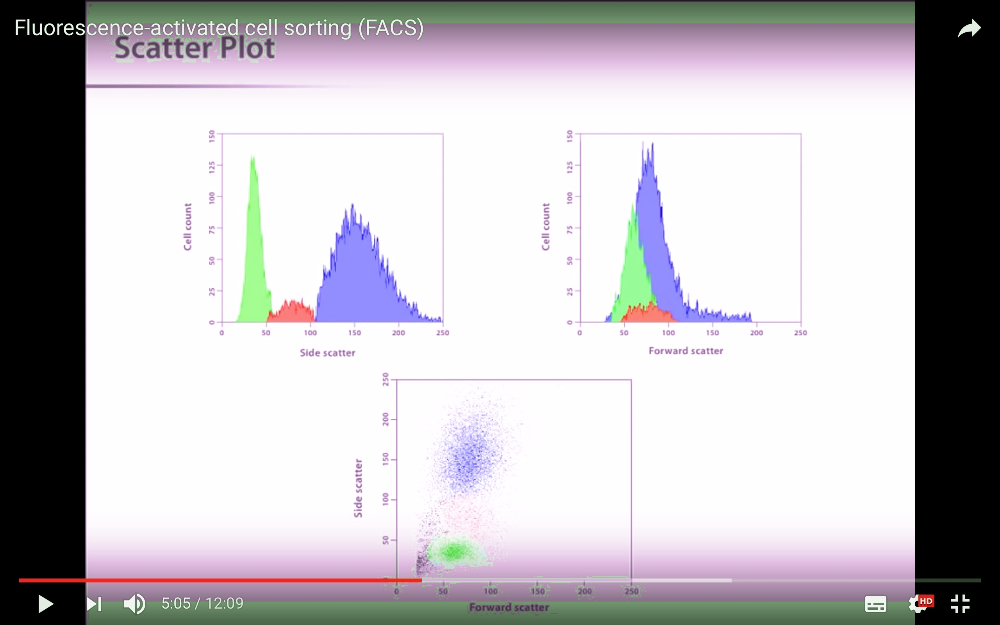 Fluorescence-activated cell sorting (FACS)
Scatter Plot
150
125
100
75
50
25
0
Cell count
0 50 100 150 200 250
Side scatter
150
125
100
75
50
25
0
Cell count
0 50 100 150 200 250
Forward scatter
250
200
150
100
50
Side scatter
0 50 100 150 200 250
Forward scatter
5:05 / 12:09
HD